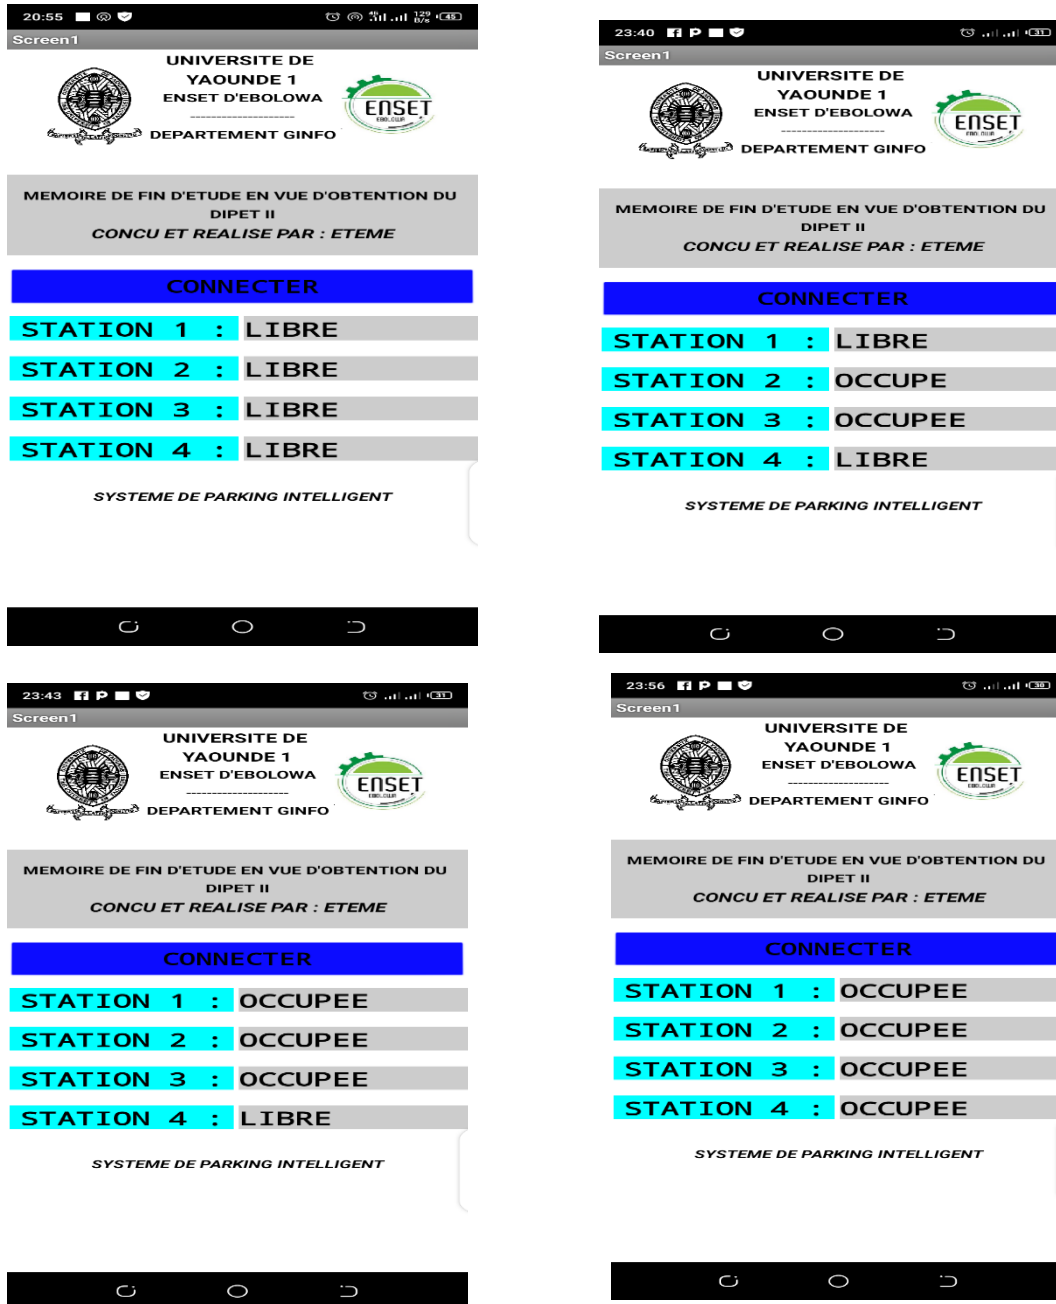 20:55 4G 129 B/s 45
Screen1
UNIVERSITE DE
YAOUNDE 1
ENSET D'EBOLOWA
--------------------
DEPARTEMENT GINFO
ENSET
MEMOIRE DE FIN D'ETUDE EN VUE D'OBTENTION DU
DIPET II
CONCU ET REALISE PAR : ETEME
CONNECTER
STATION 1 : LIBRE
STATION 2 : LIBRE
STATION 3 : LIBRE
STATION 4 : LIBRE
SYSTEME DE PARKING INTELLIGENT
23:40 31
Screen1
UNIVERSITE DE
YAOUNDE 1
ENSET D'EBOLOWA
--------------------
DEPARTEMENT GINFO
ENSET
MEMOIRE DE FIN D'ETUDE EN VUE D'OBTENTION DU
DIPET II
CONCU ET REALISE PAR : ETEME
CONNECTER
STATION 1 : LIBRE
STATION 2 : OCCUPE
STATION 3 : OCCUPEE
STATION 4 : LIBRE
SYSTEME DE PARKING INTELLIGENT
23:43 31
Screen1
UNIVERSITE DE
YAOUNDE 1
ENSET D'EBOLOWA
--------------------
DEPARTEMENT GINFO
ENSET
MEMOIRE DE FIN D'ETUDE EN VUE D'OBTENTION DU
DIPET II
CONCU ET REALISE PAR : ETEME
CONNECTER
STATION 1 : OCCUPEE
STATION 2 : OCCUPEE
STATION 3 : OCCUPEE
STATION 4 : LIBRE
SYSTEME DE PARKING INTELLIGENT
23:56 30
Screen1
UNIVERSITE DE
YAOUNDE 1
ENSET D'EBOLOWA
--------------------
DEPARTEMENT GINFO
ENSET
MEMOIRE DE FIN D'ETUDE EN VUE D'OBTENTION DU
DIPET II
CONCU ET REALISE PAR : ETEME
CONNECTER
STATION 1 : OCCUPEE
STATION 2 : OCCUPEE
STATION 3 : OCCUPEE
STATION 4 : OCCUPEE
SYSTEME DE PARKING INTELLIGENT